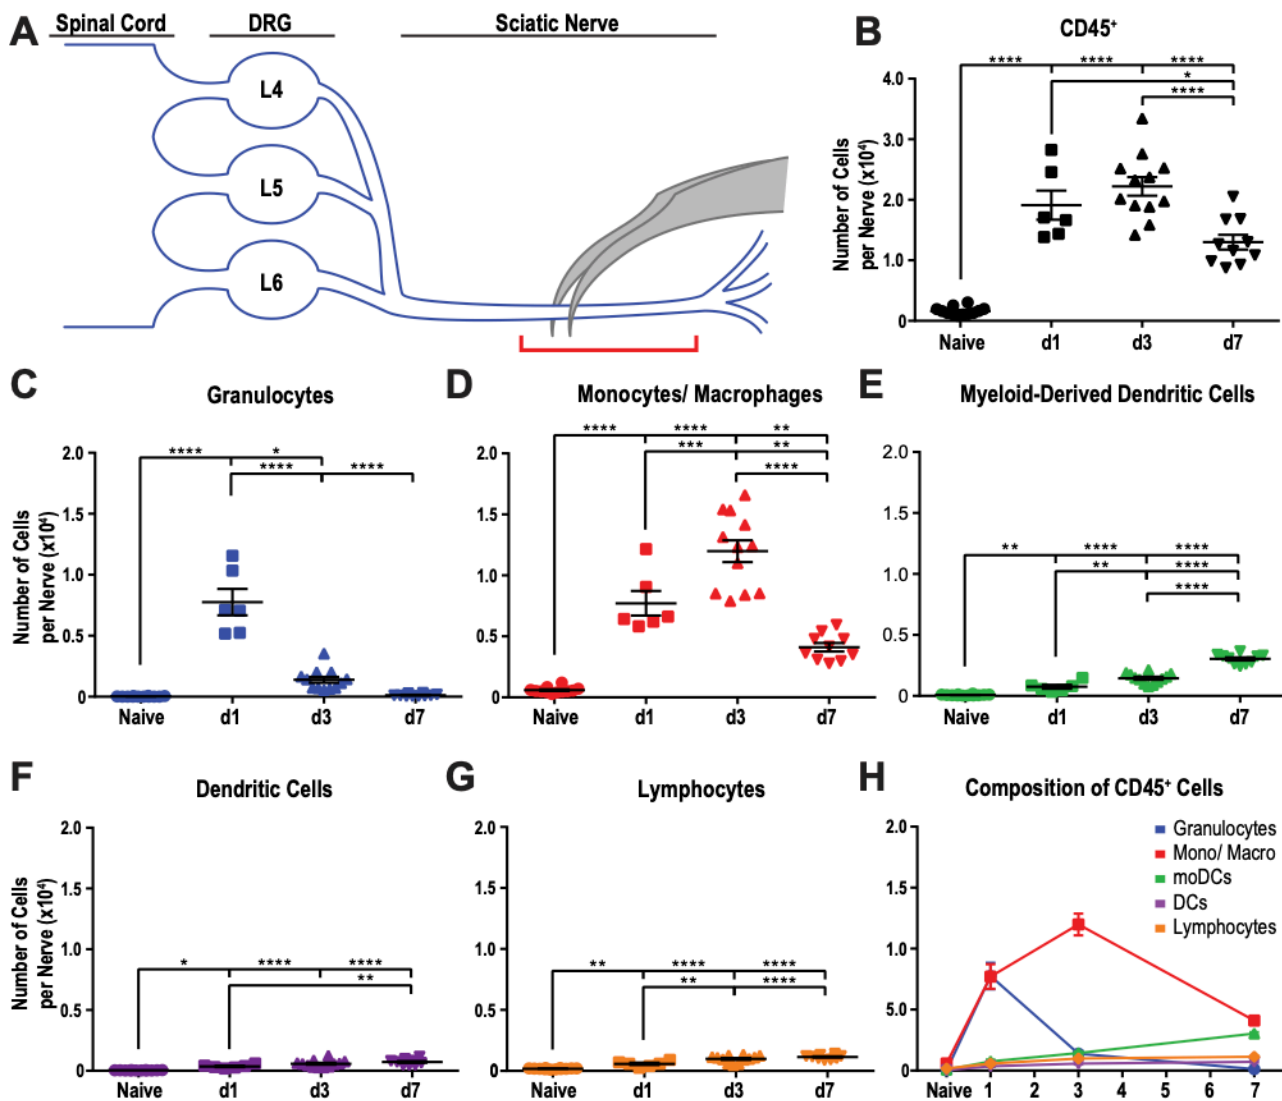 A
Spinal Cord
DRG
Sciatic Nerve
L4
L5
L6
B
CD45+
**** **** ****
*
****
Number of Cells
per Nerve (x10⁴)
4.0
3.0
2.0
1.0
0
Naive d1 d3 d7
C
Granulocytes
**** *
**** ****
Number of Cells
per Nerve (x10⁴)
2.0
1.5
1.0
0.5
0
Naive d1 d3 d7
D
Monocytes/ Macrophages
**** **** **
*** **
****
2.0
1.5
1.0
0.5
0
Naive d1 d3 d7
E
Myeloid-Derived Dendritic Cells
** **** ****
** ****
****
2.0
1.5
1.0
0.5
0
Naive d1 d3 d7
F
Dendritic Cells
* **** ****
**
Number of Cells
per Nerve (x10⁴)
2.0
1.5
1.0
0.5
0
Naive d1 d3 d7
G
Lymphocytes
** **** ****
** ****
2.0
1.5
1.0
0.5
0
Naive d1 d3 d7
H
Composition of CD45+ Cells
Granulocytes
Mono/ Macro
moDCs
DCs
Lymphocytes
2.0
1.5
1.0
5.0
0
Naive 1 2 3 4 5 6 7